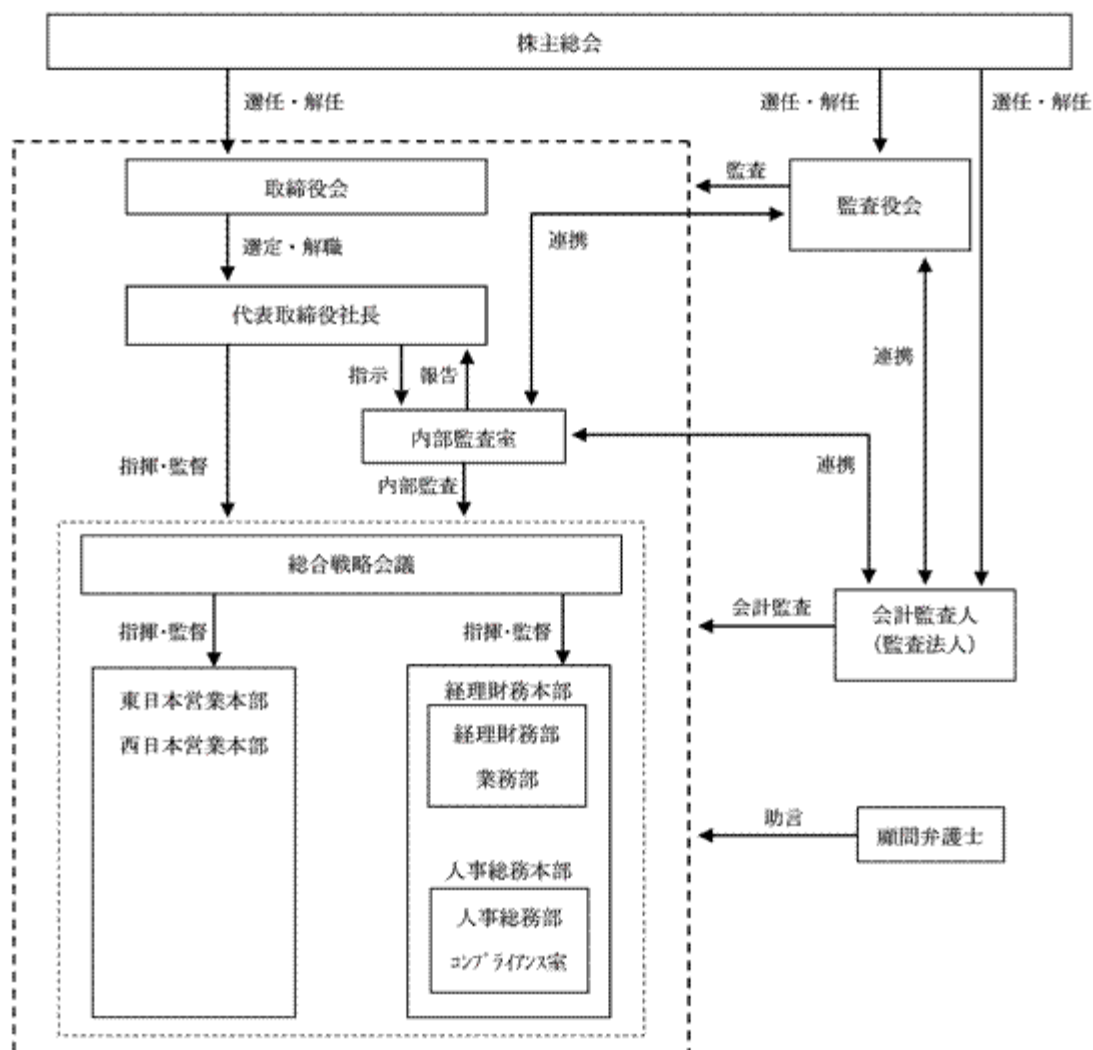 株主総会
選任・解任
選任・解任
選任・解任
取締役会
監査
監査役会
選定・解職
連携
代表取締役社長
指示
報告
連携
内部監査室
指揮・監督
内部監査
連携
総合戦略会議
会計監査
会計監査人
(監査法人)
指揮・監督
指揮・監督
東日本営業本部
西日本営業本部
経理財務本部
経理財務部
業務部
助言
顧問弁護士
人事総務本部
人事総務部
コンプライアンス室